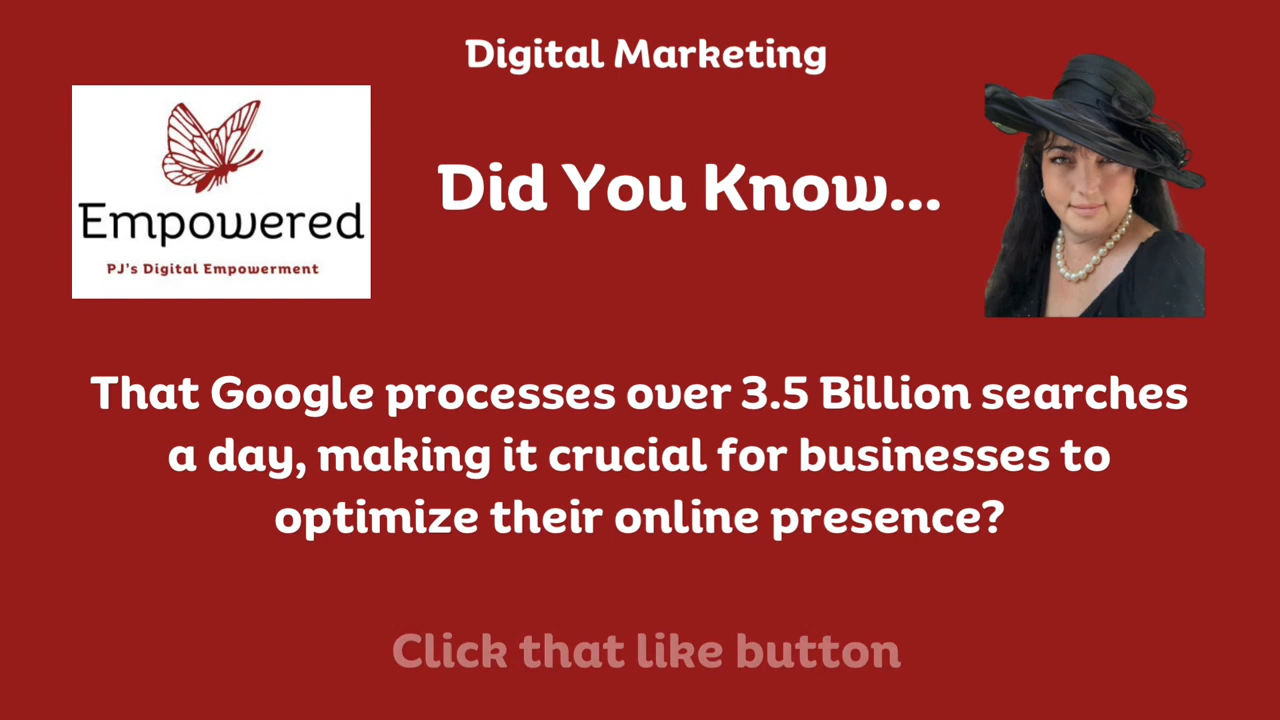 Digital Marketing
Empowered
PJ's Digital Empowerment
Did You Know...
That Google processes over 3.5 Billion searches
a day, making it crucial for businesses to
optimize their online presence?
Click that like button